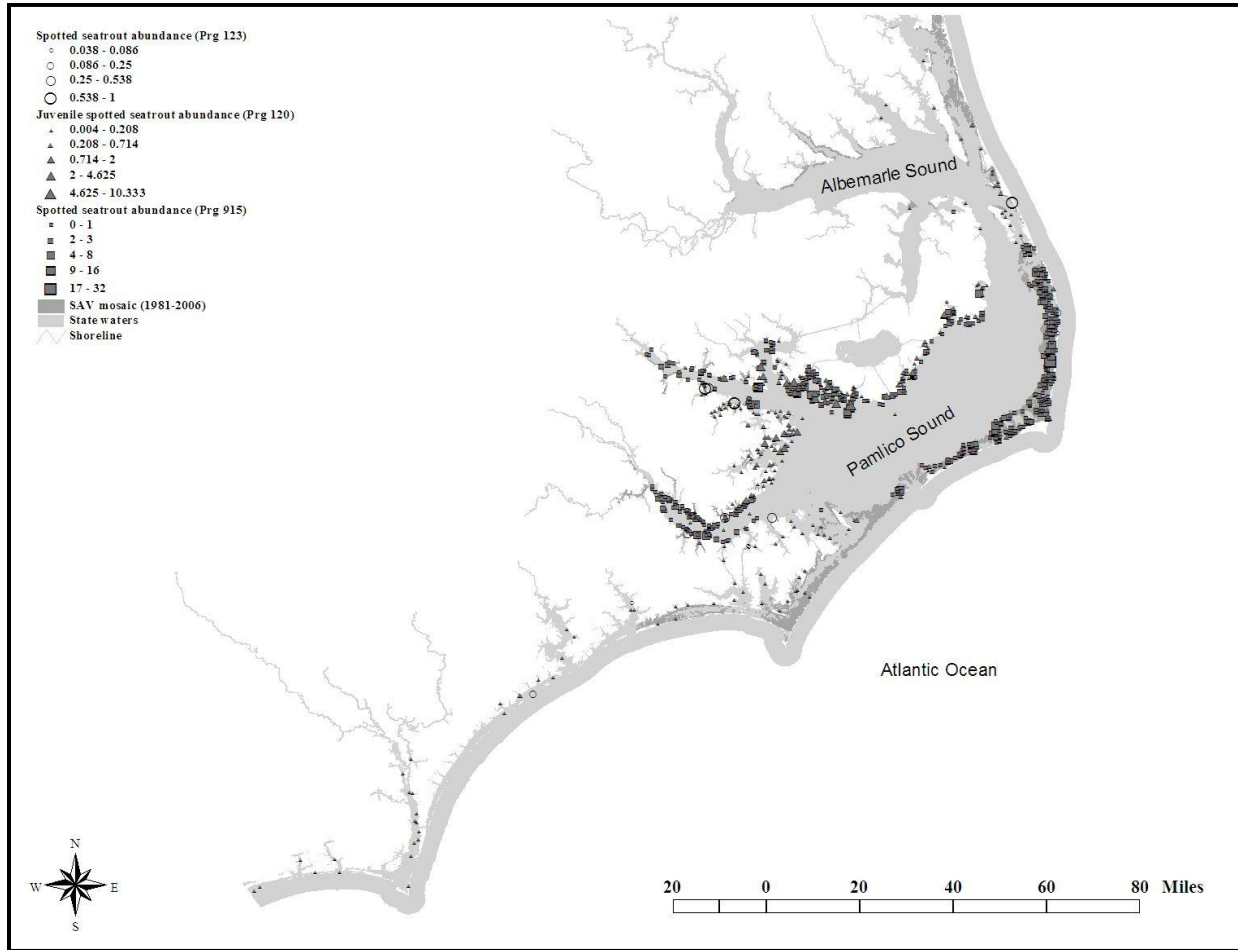 Spotted seatrout abundance (Prg 123)
0.038 - 0.086
0.086 - 0.25
0.25 - 0.538
0.538 - 1
Juvenile spotted seatrout abundance (Prg 120)
0.004 - 0.208
0.208 - 0.714
0.714 - 2
2 - 4.625
4.625 - 10.333
Spotted seatrout abundance (Prg 915)
0 - 1
2 - 3
4 - 8
9 - 16
17 - 32
SAV mosaic (1981-2006)
State waters
Shoreline
Albemarle Sound
Pamlico Sound
Atlantic Ocean
N
W E
S
20 0 20 40 60 80 Miles